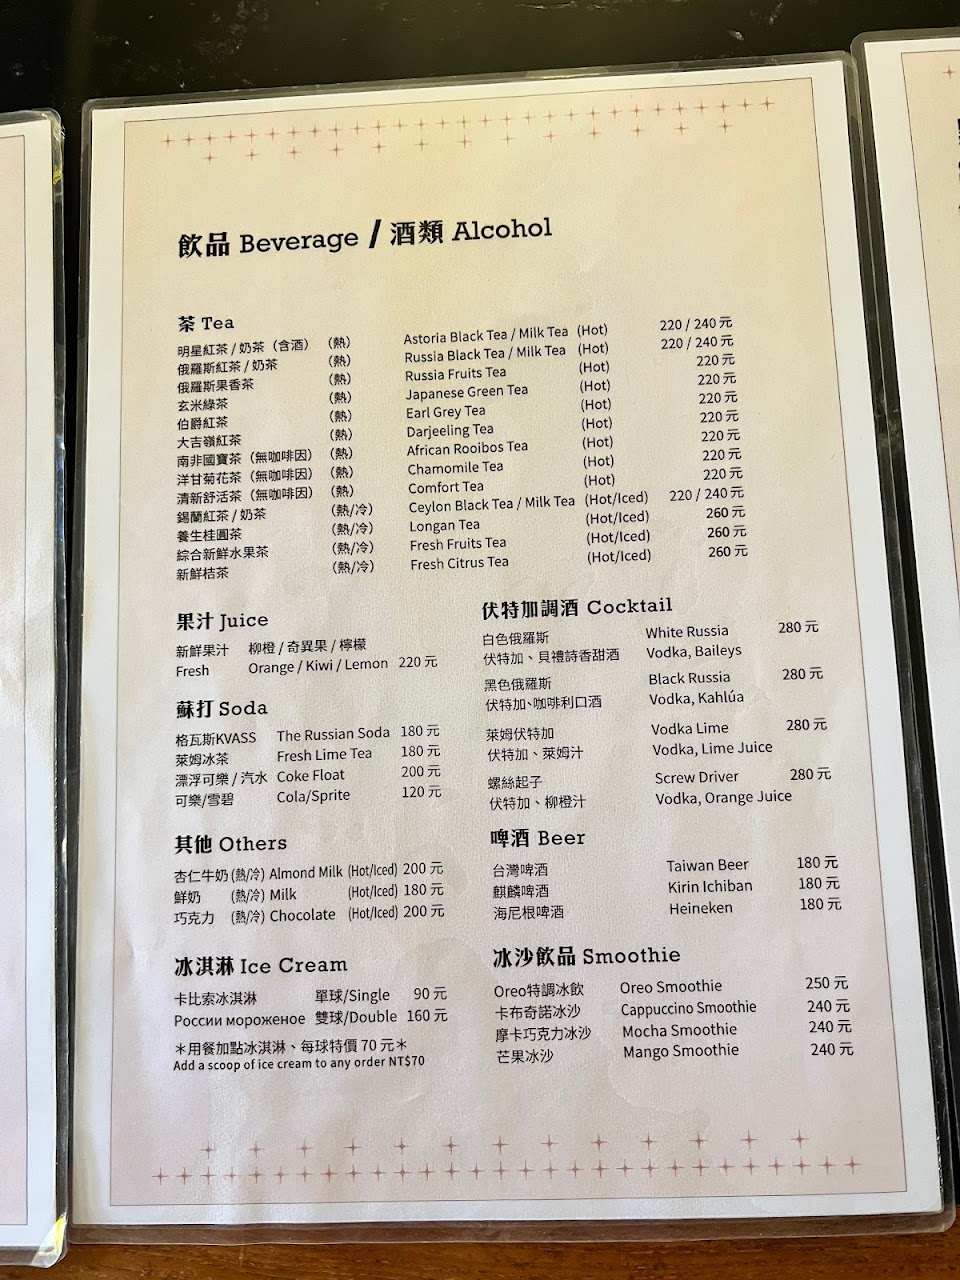 飲品 Beverage / 酒類 Alcohol
茶 Tea
明星紅茶 / 奶茶（含酒） （熱） Astoria Black Tea / Milk Tea (Hot) 220 / 240 元
俄羅斯紅茶 / 奶茶 （熱） Russia Black Tea / Milk Tea (Hot) 220 / 240 元
俄羅斯果香茶 （熱） Russia Fruits Tea (Hot) 220 元
玄米綠茶 （熱） Japanese Green Tea (Hot) 220 元
伯爵紅茶 （熱） Earl Grey Tea (Hot) 220 元
大吉嶺紅茶 （熱） Darjeeling Tea (Hot) 220 元
南非國寶茶（無咖啡因） （熱） African Rooibos Tea (Hot) 220 元
洋甘菊花茶（無咖啡因） （熱） Chamomile Tea (Hot) 220 元
清新舒活茶（無咖啡因） （熱） Comfort Tea (Hot) 220 元
錫蘭紅茶 / 奶茶 （熱/冷） Ceylon Black Tea / Milk Tea (Hot/Iced) 220 / 240 元
養生桂圓茶 （熱/冷） Longan Tea (Hot/Iced) 260 元
綜合新鮮水果茶 （熱/冷） Fresh Fruits Tea (Hot/Iced) 260 元
新鮮桔茶 （熱/冷） Fresh Citrus Tea (Hot/Iced) 260 元
果汁 Juice
新鮮果汁 柳橙 / 奇異果 / 檸檬
Fresh Orange / Kiwi / Lemon 220 元
蘇打 Soda
格瓦斯KVASS The Russian Soda 180 元
萊姆冰茶 Fresh Lime Tea 180 元
漂浮可樂 / 汽水 Coke Float 200 元
可樂/雪碧 Cola/Sprite 120 元
其他 Others
杏仁牛奶 (熱/冷) Almond Milk (Hot/Iced) 200 元
鮮奶 (熱/冷) Milk (Hot/Iced) 180 元
巧克力 (熱/冷) Chocolate (Hot/Iced) 200 元
冰淇淋 Ice Cream
卡比索冰淇淋 單球/Single 90 元
России мороженое 雙球/Double 160 元
＊用餐加點冰淇淋、每球特價 70 元＊
Add a scoop of ice cream to any order NT$70
伏特加調酒 Cocktail
白色俄羅斯 White Russia 280 元
伏特加、貝禮詩香甜酒 Vodka, Baileys
黑色俄羅斯 Black Russia 280 元
伏特加、咖啡利口酒 Vodka, Kahlúa
萊姆伏特加 Vodka Lime 280 元
伏特加、萊姆汁 Vodka, Lime Juice
螺絲起子 Screw Driver 280 元
伏特加、柳橙汁 Vodka, Orange Juice
啤酒 Beer
台灣啤酒 Taiwan Beer 180 元
麒麟啤酒 Kirin Ichiban 180 元
海尼根啤酒 Heineken 180 元
冰沙飲品 Smoothie
Oreo特調冰飲 Oreo Smoothie 250 元
卡布奇諾冰沙 Cappuccino Smoothie 240 元
摩卡巧克力冰沙 Mocha Smoothie 240 元
芒果冰沙 Mango Smoothie 240 元